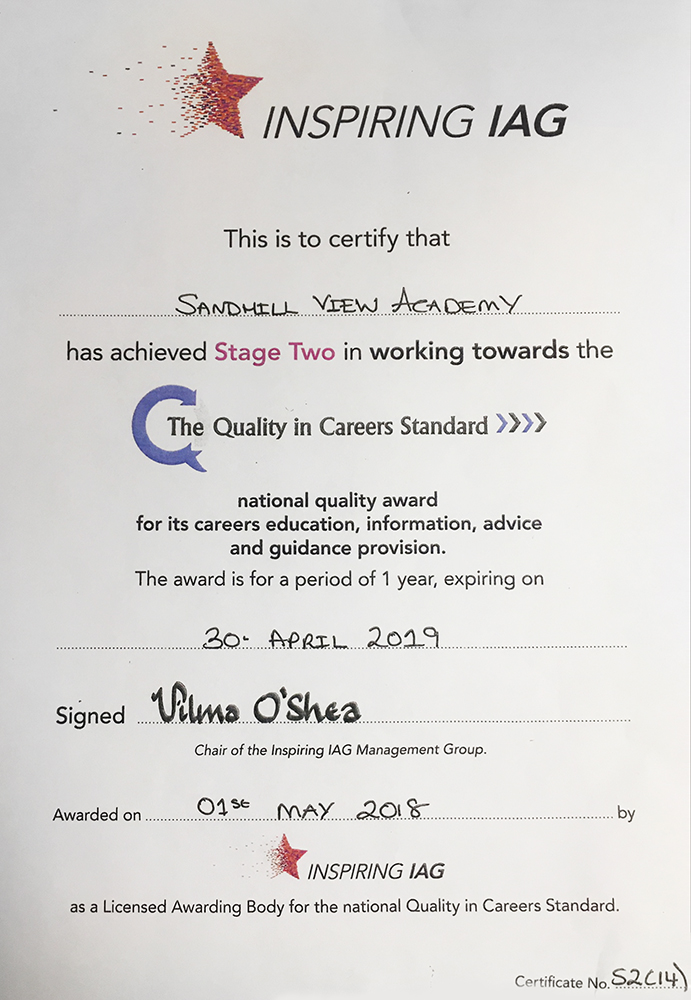 INSPIRING IAG
This is to certify that
SANDHILL VIEW ACADEMY
has achieved Stage Two in working towards the
The Quality in Careers Standard
national quality award
for its careers education, information, advice
and guidance provision.
The award is for a period of 1 year, expiring on
30. APRIL 2019
Signed Vilma O'Shea
Chair of the Inspiring IAG Management Group.
Awarded on 01st MAY 2018 by
INSPIRING IAG
as a Licensed Awarding Body for the national Quality in Careers Standard.
Certificate No. S2(14)